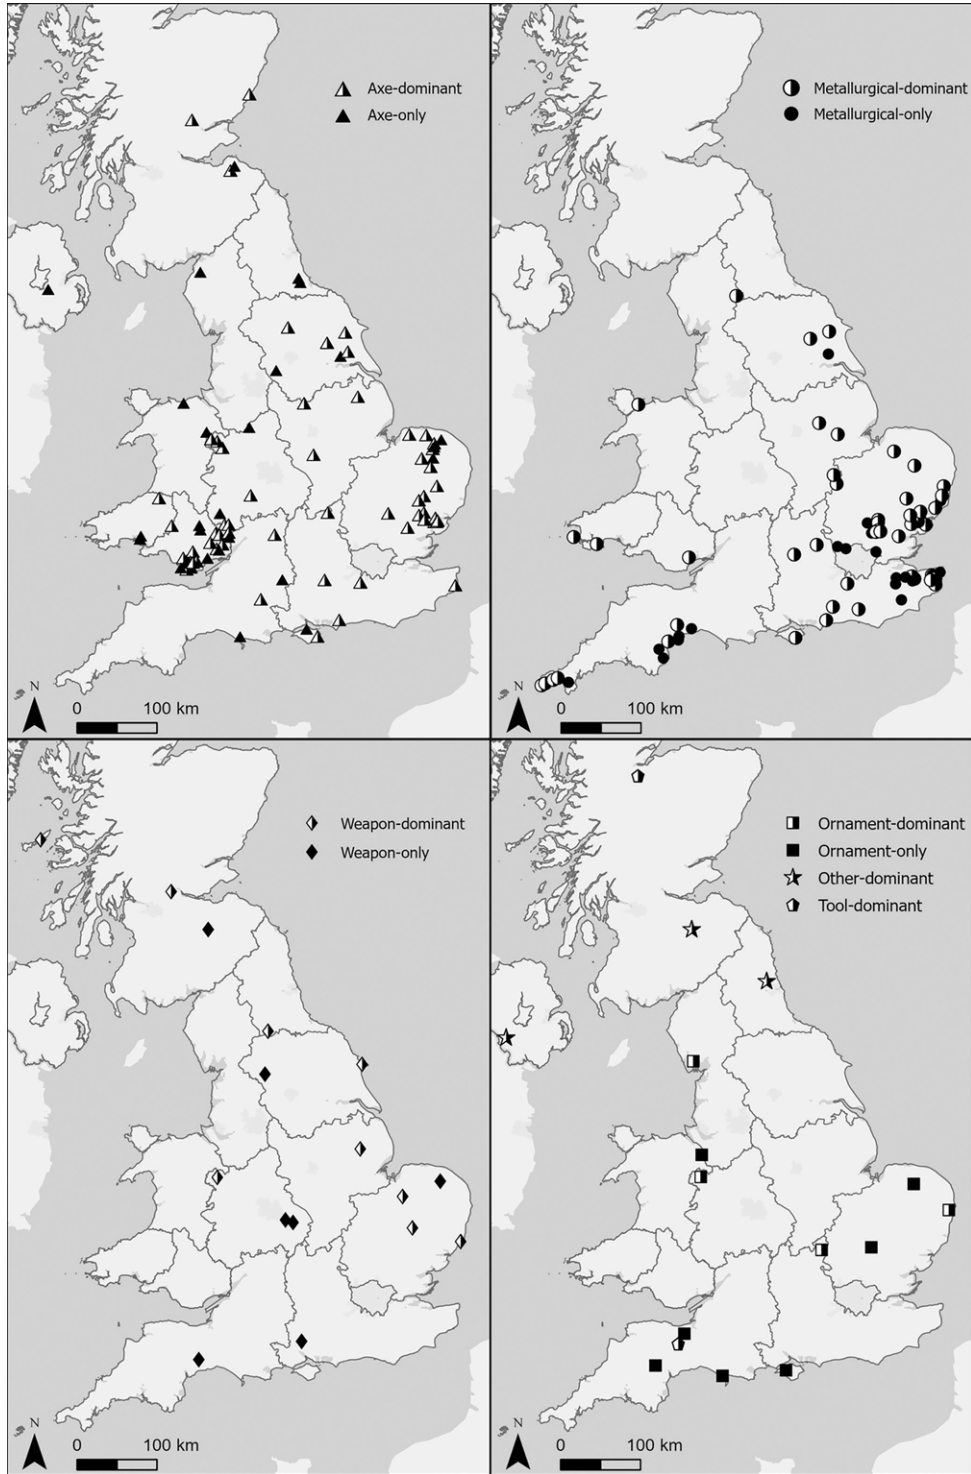 Axe-dominant
Axe-only
N
0 100 km
Metallurgical-dominant
Metallurgical-only
N
0 100 km
Weapon-dominant
Weapon-only
N
0 100 km
Ornament-dominant
Ornament-only
Other-dominant
Tool-dominant
N
0 100 km